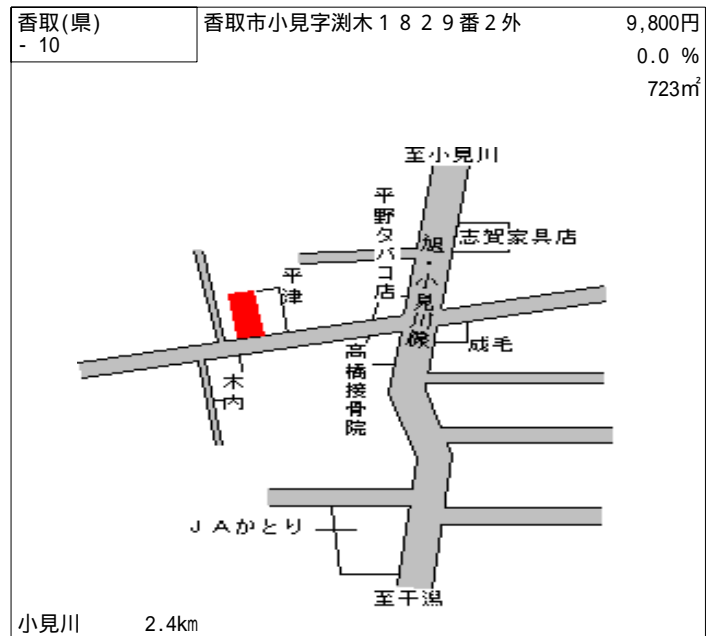 香取(県)
- 10
香取市小見字渕木1829番2外
9,800円
0.0 %
723㎡
至小見川
平野タバコ店
旭・小見川線
志賀家具店
平津
成毛
高橋接骨院
木内
JAかとり
至干潟
小見川 2.4km